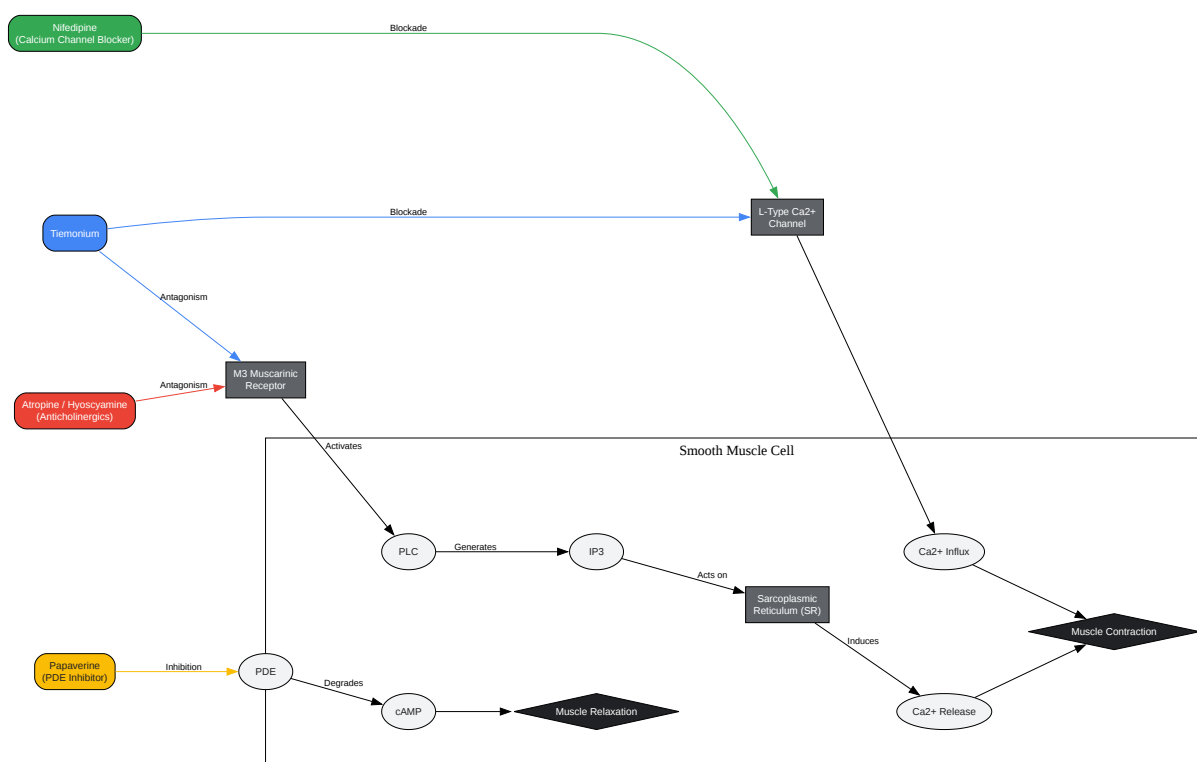 Nifedipine
(Calcium Channel Blocker)
Blockade
Tiemonium
Blockade
L-Type Ca2+
Channel
Antagonism
M3 Muscarinic
Receptor
Atropine / Hyoscyamine
(Anticholinergics)
Antagonism
Smooth Muscle Cell
Activates
PLC
Generates
IP3
Acts on
Sarcoplasmic
Reticulum (SR)
Ca2+ Influx
Induces
Muscle Contraction
Papaverine
(PDE Inhibitor)
Inhibition
PDE
Degrades
cAMP
Muscle Relaxation
Ca2+ Release